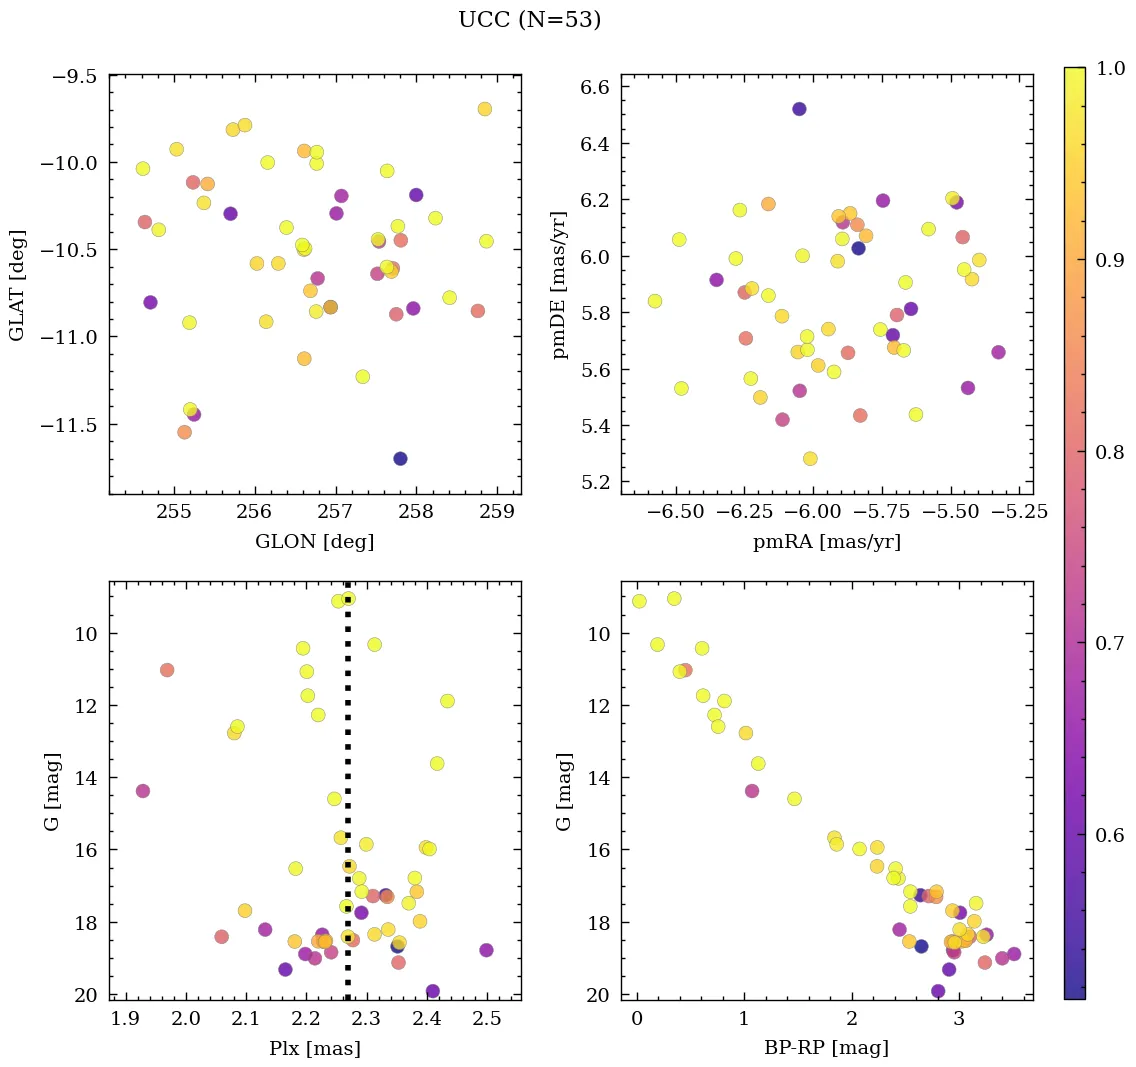 UCC (N=53)
−9.5
−10.0
−10.5
−11.0
−11.5
GLAT [deg]
255 256 257 258 259
GLON [deg]
6.6
6.4
6.2
6.0
5.8
5.6
5.4
5.2
pmDE [mas/yr]
−6.50 −6.25 −6.00 −5.75 −5.50 −5.25
pmRA [mas/yr]
10
12
14
16
18
20
G [mag]
1.9 2.0 2.1 2.2 2.3 2.4 2.5
Plx [mas]
10
12
14
16
18
20
G [mag]
0 1 2 3
BP-RP [mag]
1.0
0.9
0.8
0.7
0.6